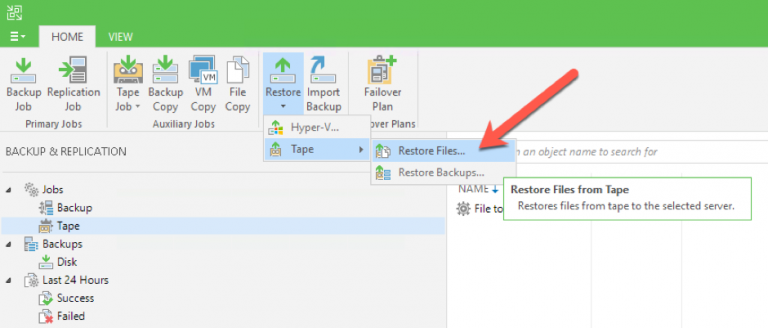 HOME VIEW
Backup Job
Replication Job
Tape Job
Backup Copy
VM Copy
File Copy
Restore
Import Backup
Failover Plan
Primary Jobs
Auxiliary Jobs
over Plans
VM
Hyper-V...
Tape
Restore Files...
Restore Backups...
BACKUP & REPLICATION
n an object name to search for
NAME
File to
Restore Files from Tape
Restores files from tape to the selected server.
Jobs
Backup
Tape
Backups
Disk
Last 24 Hours
Success
Failed